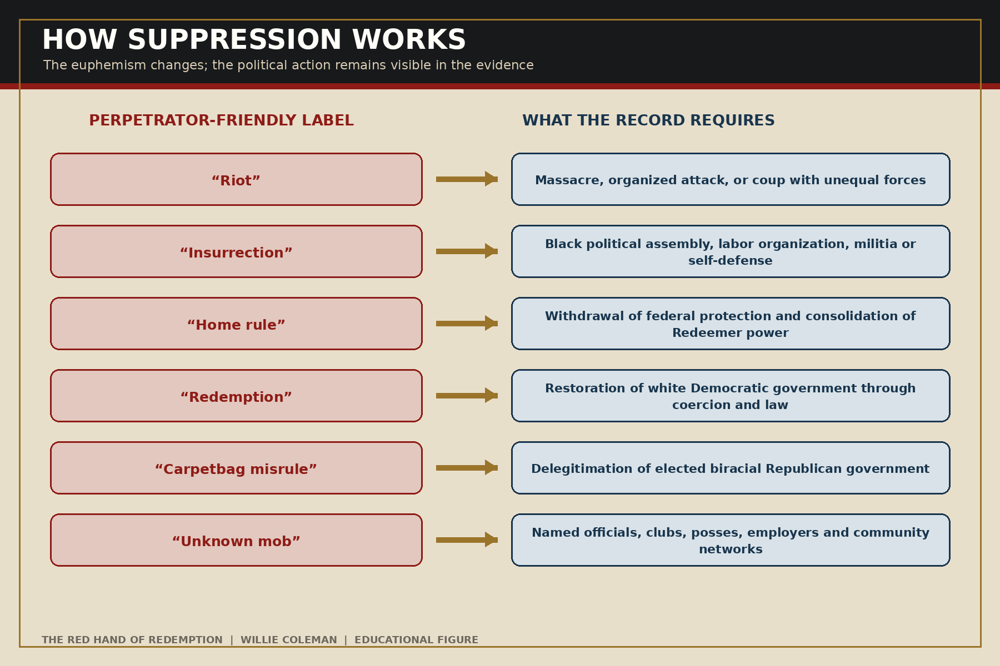 HOW SUPPRESSION WORKS
The euphemism changes; the political action remains visible in the evidence
PERPETRATOR-FRIENDLY LABEL
WHAT THE RECORD REQUIRES
“Riot”
Massacre, organized attack, or coup with unequal forces
“Insurrection”
Black political assembly, labor organization, militia or
self-defense
“Home rule”
Withdrawal of federal protection and consolidation of
Redeemer power
“Redemption”
Restoration of white Democratic government through
coercion and law
“Carpetbag misrule”
Delegitimation of elected biracial Republican government
“Unknown mob”
Named officials, clubs, posses, employers and community
networks
THE RED HAND OF REDEMPTION | WILLIE COLEMAN | EDUCATIONAL FIGURE